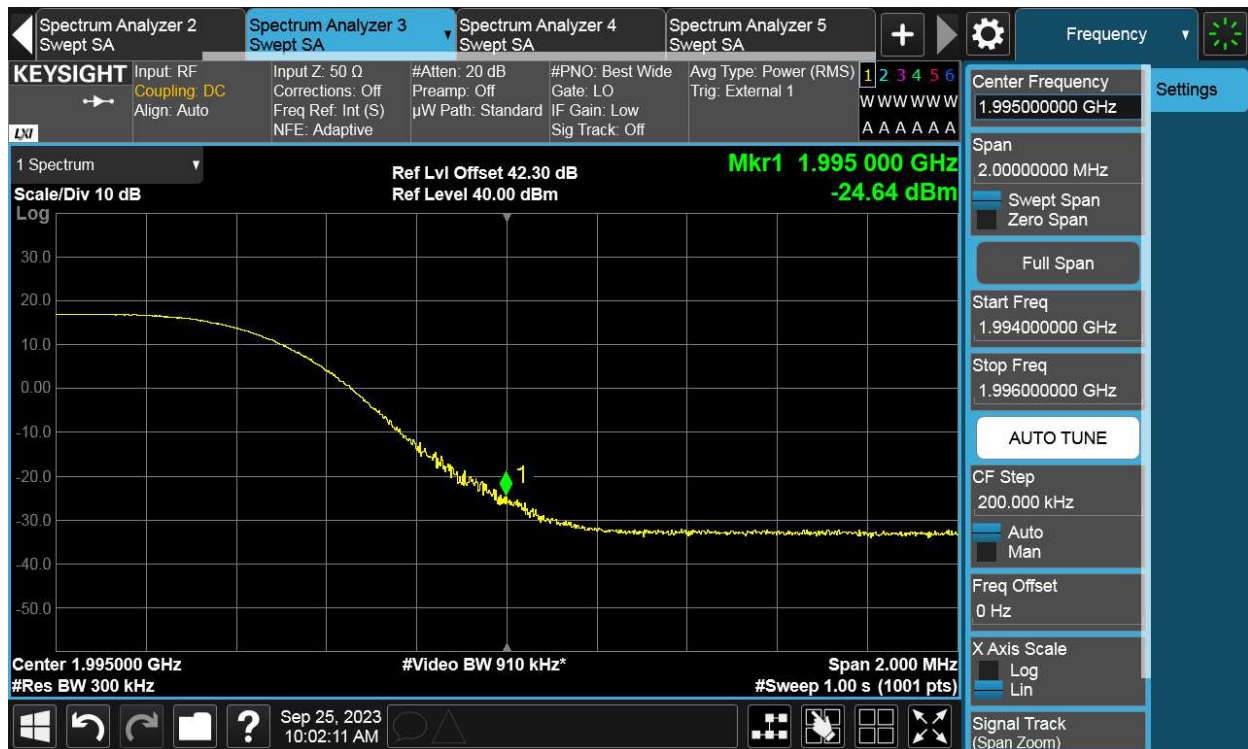 Spectrum Analyzer 2
Swept SA
Spectrum Analyzer 3
Swept SA
Spectrum Analyzer 4
Swept SA
Spectrum Analyzer 5
Swept SA
+
Frequency
KEYSIGHT
LXI
Input: RF
Coupling: DC
Align: Auto
Input Z: 50 Ω
Corrections: Off
Freq Ref: Int (S)
NFE: Adaptive
#Atten: 20 dB
Preamp: Off
µW Path: Standard
#PNO: Best Wide
Gate: LO
IF Gain: Low
Sig Track: Off
Avg Type: Power (RMS)
Trig: External 1
1 2 3 4 5 6
W W W W W W
A A A A A A
1 Spectrum
Scale/Div 10 dB
Log
Ref Lvl Offset 42.30 dB
Ref Level 40.00 dBm
Mkr1 1.995 000 GHz
-24.64 dBm
30.0
20.0
10.0
0.00
-10.0
-20.0
-30.0
-40.0
-50.0
1
Center 1.995000 GHz
#Res BW 300 kHz
#Video BW 910 kHz*
Span 2.000 MHz
#Sweep 1.00 s (1001 pts)
Center Frequency
1.995000000 GHz
Span
2.00000000 MHz
Swept Span
Zero Span
Full Span
Start Freq
1.994000000 GHz
Stop Freq
1.996000000 GHz
AUTO TUNE
CF Step
200.000 kHz
Auto
Man
Freq Offset
0 Hz
X Axis Scale
Log
Lin
Signal Track
(Span Zoom)
Settings
?
Sep 25, 2023
10:02:11 AM